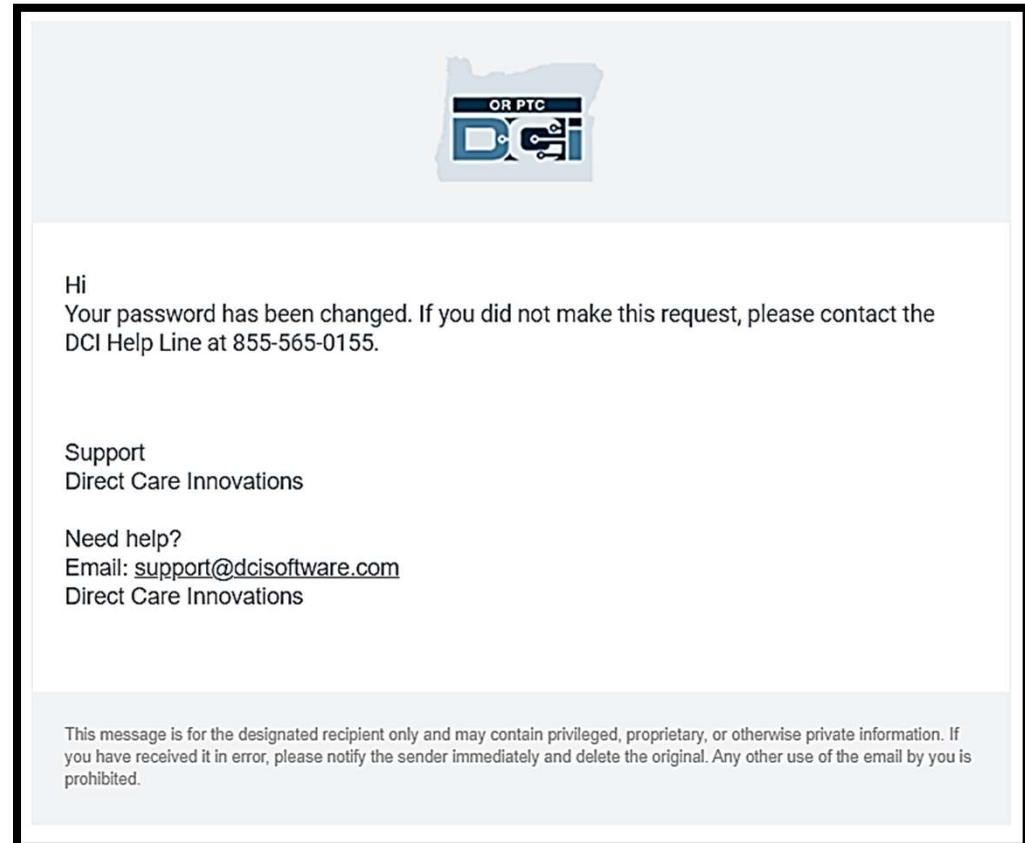 OR PTC
DCI
Hi
Your password has been changed. If you did not make this request, please contact the
DCI Help Line at 855-565-0155.
Support
Direct Care Innovations
Need help?
Email: support@dcisoftware.com
Direct Care Innovations
This message is for the designated recipient only and may contain privileged, proprietary, or otherwise private information. If
you have received it in error, please notify the sender immediately and delete the original. Any other use of the email by you is
prohibited.